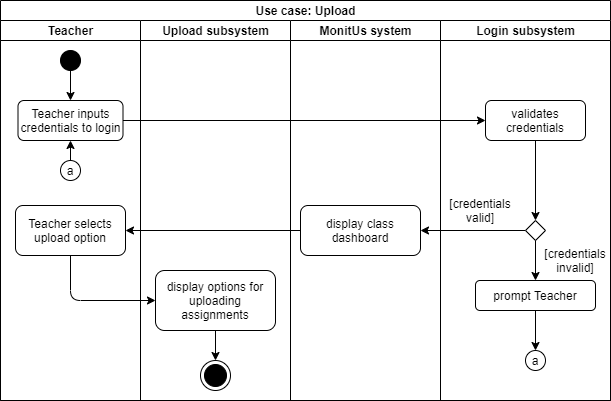 Use case: Upload
Teacher
Upload subsystem
MonitUs system
Login subsystem
Teacher inputs
credentials to login
validates
credentials
a
Teacher selects
upload option
display class
dashboard
[credentials
valid]
[credentials
invalid]
display options for
uploading
assignments
prompt Teacher
a